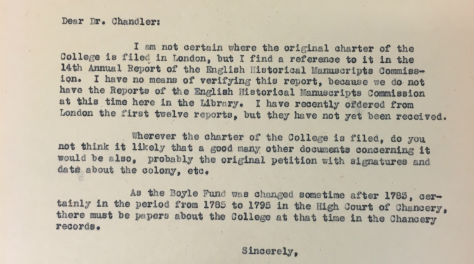 Dear Dr. Chandler:
I am not certain where the original charter of the
College is filed in London, but I find a reference to it in the
14th Annual Report of the English Historical Manuscripts Commiss-
ion. I have no means of verifying this report, because we do not
have the Reports of the English Historical Manuscripts Commission
at this time here in the Library. I have recently ordered from
London the first twelve reports, but they have not yet been received.
Wherever the charter of the College is filed, do you
not think it likely that a good many other documents concerning it
would be also, probably the original petition with signatures and
data about the colony, etc.
As the Boyle Fund was changed sometime after 1783, cer-
tainly in the period from 1785 to 1795 in the High Court of Chancery,
there must be papers about the College at that time in the Chancery
records.
Sincerely,